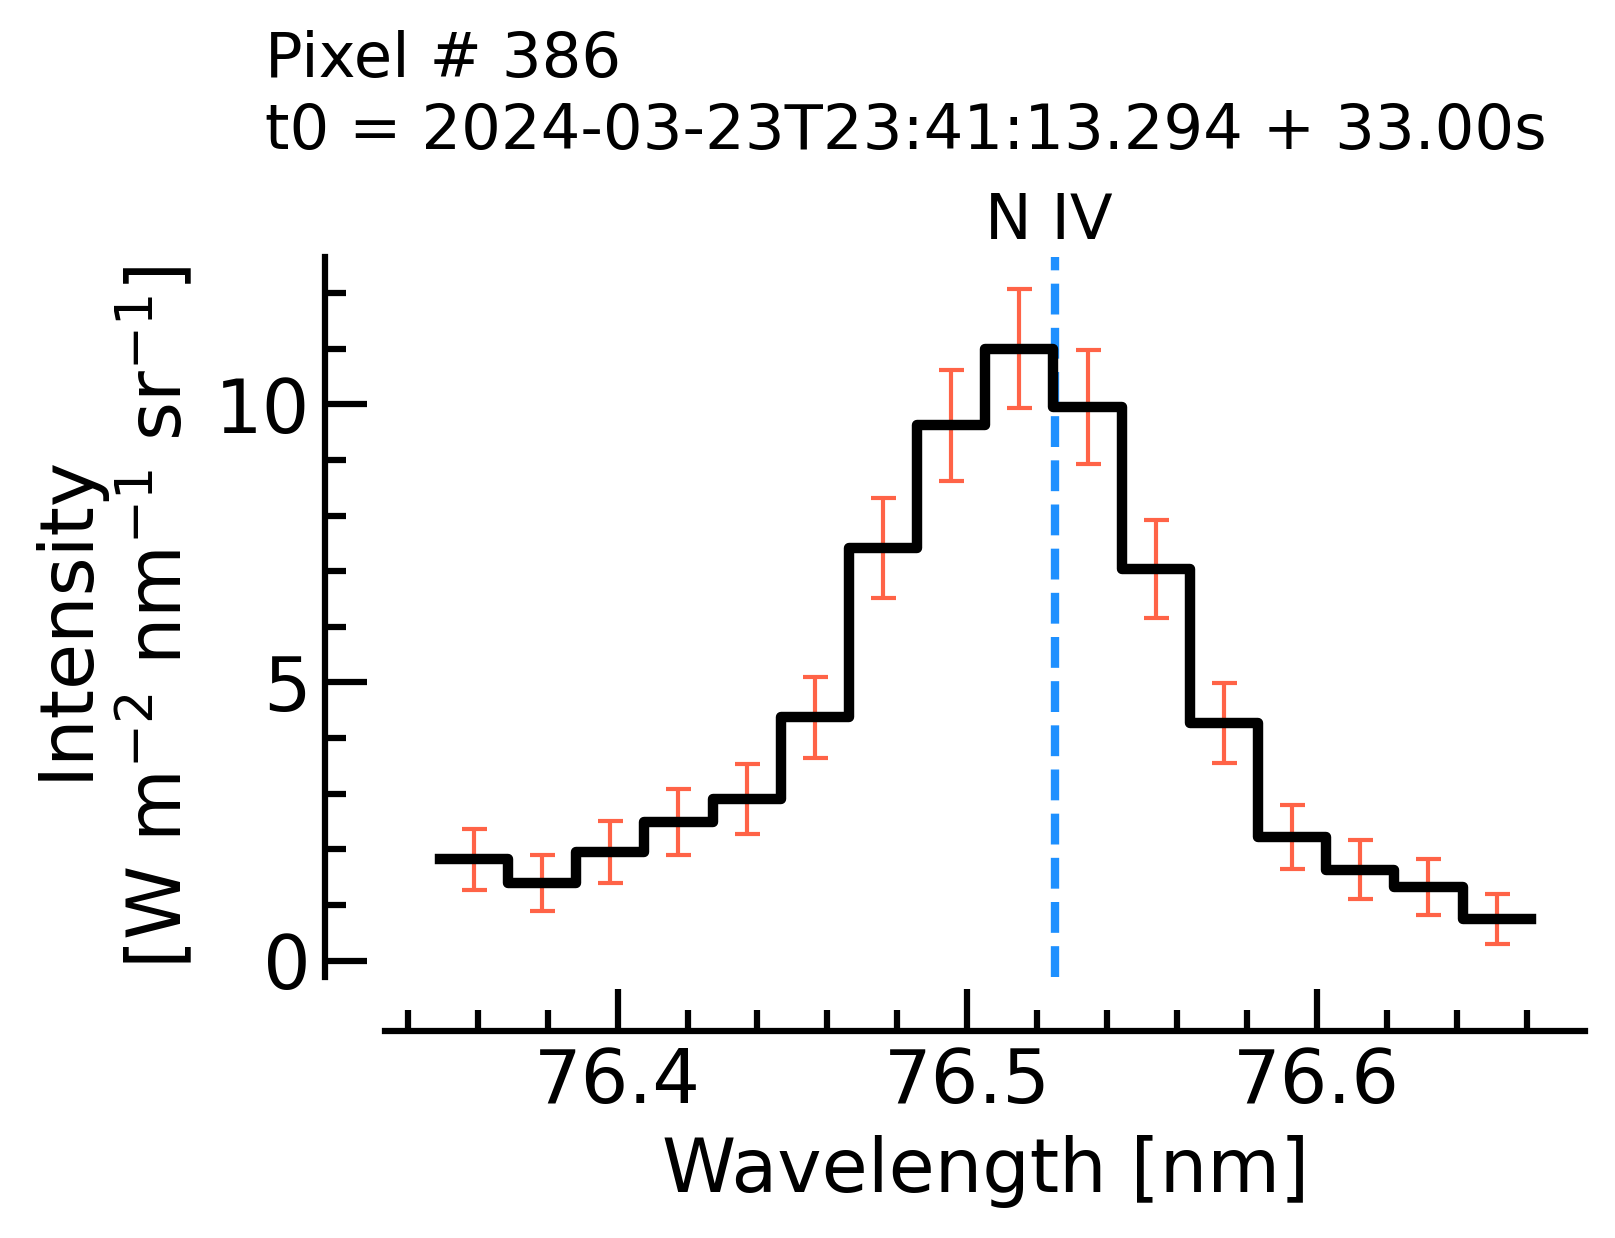 Pixel # 386
t0 = 2024-03-23T23:41:13.294 + 33.00s
N IV
Intensity
[W m⁻² nm⁻¹ sr⁻¹]
10
5
0
76.4 76.5 76.6
Wavelength [nm]